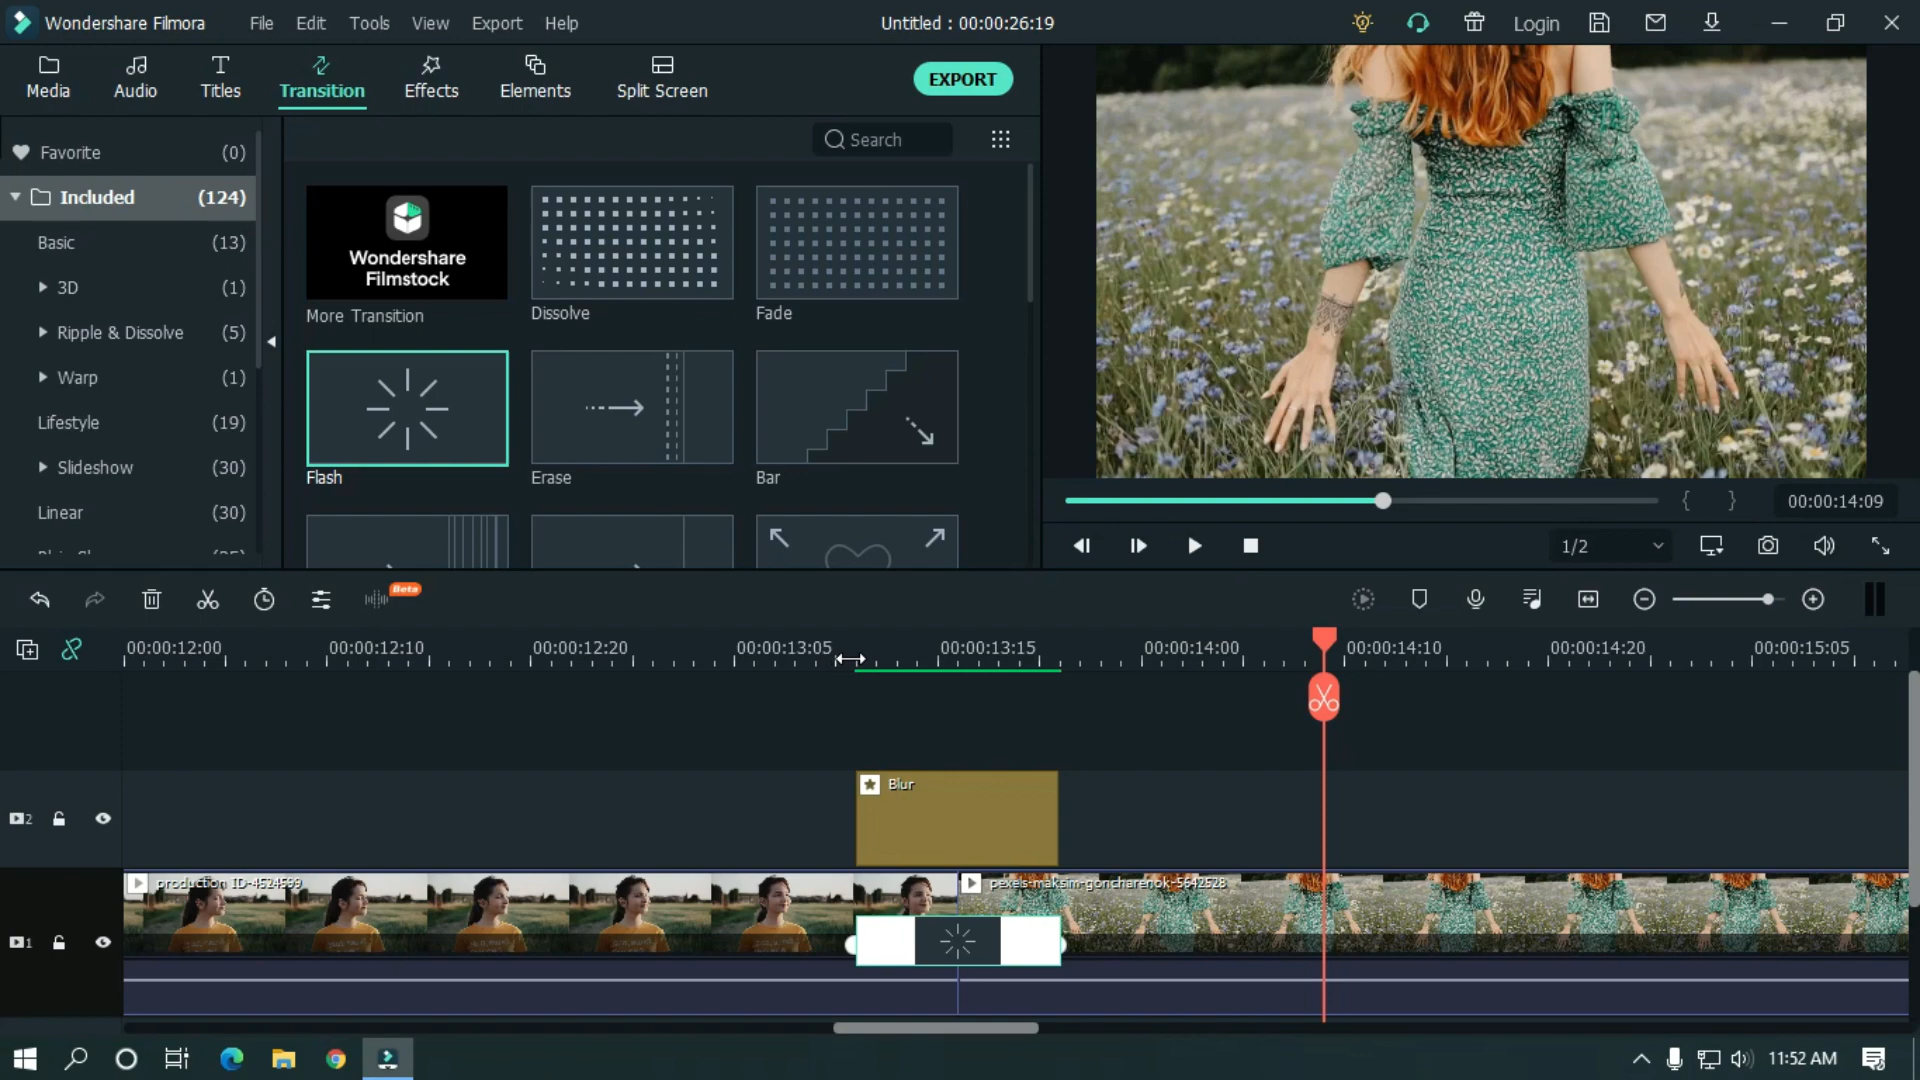 Wondershare Filmora File Edit Tools View Export Help Untitled : 00:00:26:19 Login
Media Audio Titles Transition Effects Elements Split Screen EXPORT
Search
Favorite (0)
Included (124)
Basic (13)
3D (1)
Ripple & Dissolve (5)
Warp (1)
Lifestyle (19)
Slideshow (30)
Linear (30)
Wondershare
Filmstock
More Transition Dissolve Fade
Flash Erase Bar
00:00:14:09
1/2
Beta
00:00:12:00 00:00:12:10 00:00:12:20 00:00:13:05 00:00:13:15 00:00:14:00 00:00:14:10 00:00:14:20 00:00:15:05
Blur
2
production ID-4524599 pexels-maksim-goncharenok-5642528
1
11:52 AM